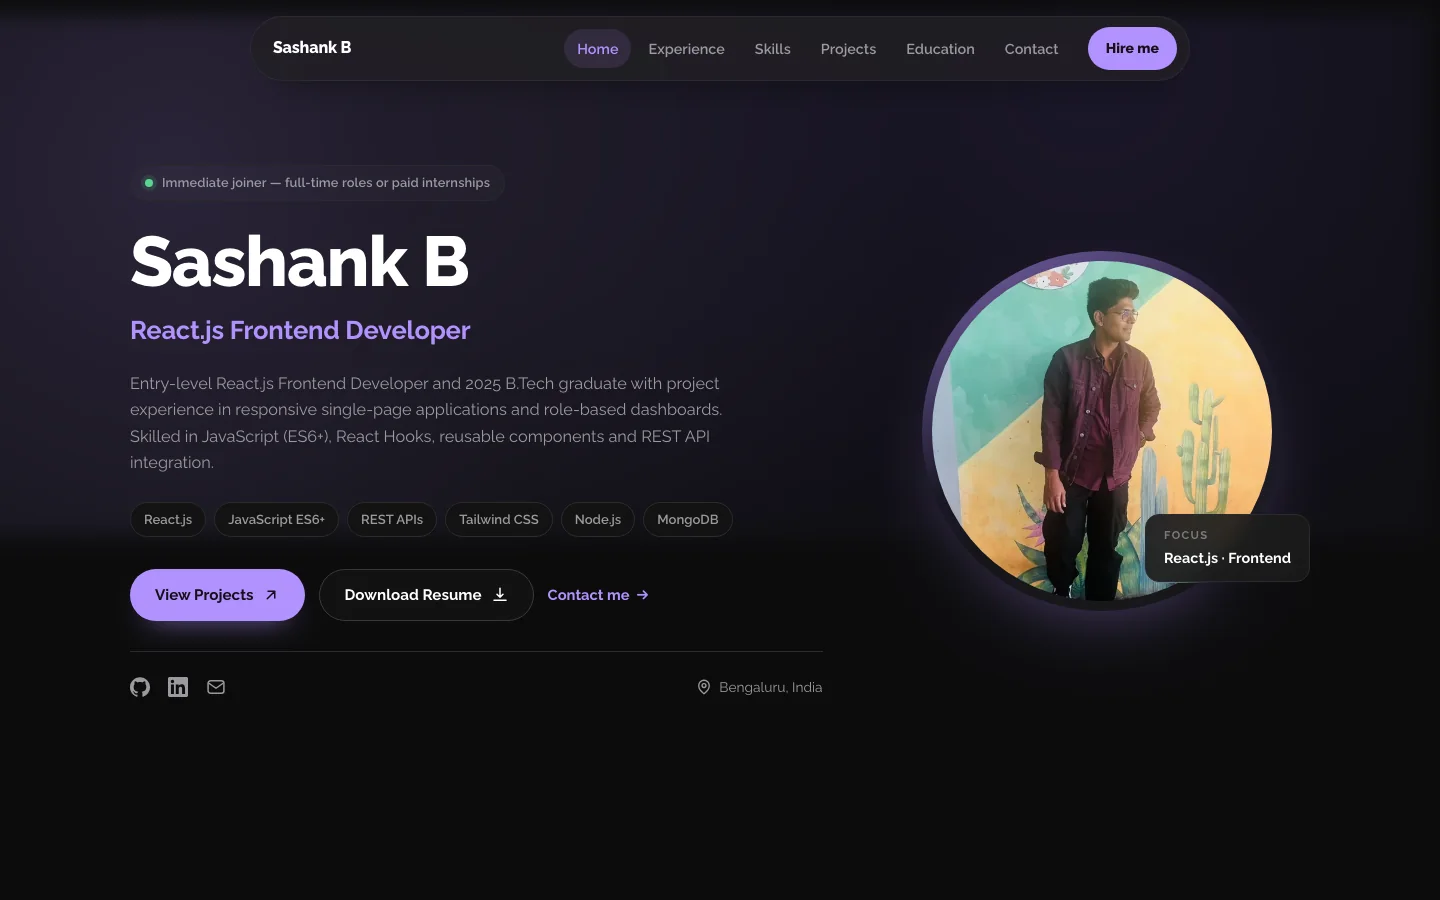 Sashank B
Home
Experience
Skills
Projects
Education
Contact
Hire me
Immediate joiner — full-time roles or paid internships
Sashank B
React.js Frontend Developer
Entry-level React.js Frontend Developer and 2025 B.Tech graduate with project
experience in responsive single-page applications and role-based dashboards.
Skilled in JavaScript (ES6+), React Hooks, reusable components and REST API
integration.
React.js
JavaScript ES6+
REST APIs
Tailwind CSS
Node.js
MongoDB
FOCUS
React.js · Frontend
View Projects
Download Resume
Contact me →
Bengaluru, India